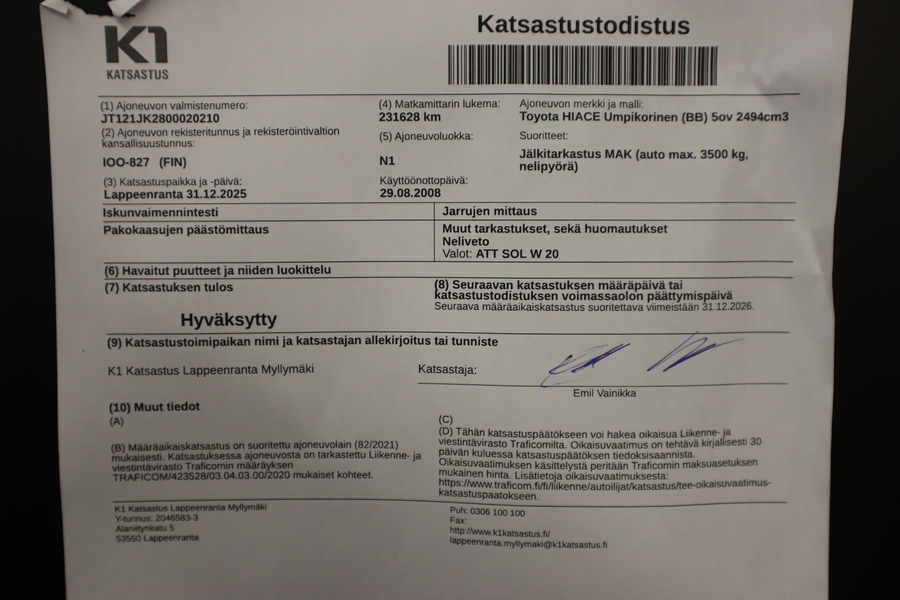 K1
KATSASTUS
Katsastustodistus
(1) Ajoneuvon valmistenumero:
JT121JK2800020210
(4) Matkamittarin lukema:
231628 km
Ajoneuvon merkki ja malli:
Toyota HIACE Umpikorinen (BB) 5ov 2494cm3
(2) Ajoneuvon rekisteritunnus ja rekisteröintivaltion
kansallisuustunnus:
IOO-827 (FIN)
(5) Ajoneuvoluokka:
N1
Suoritteet:
Jälkitarkastus MAK (auto max. 3500 kg,
nelipyörä)
(3) Katsastuspaikka ja -päivä:
Lappeenranta 31.12.2025
Käyttöönottopäivä:
29.08.2008
Iskunvaimennintesti
Jarrujen mittaus
Pakokaasujen päästömittaus
Muut tarkastukset, sekä huomautukset
Neliveto
Valot: ATT SOL W 20
(6) Havaitut puutteet ja niiden luokittelu
(7) Katsastuksen tulos
Hyväksytty
(8) Seuraavan katsastuksen määräpäivä tai
katsastustodistuksen voimassaolon päättymispäivä
Seuraava määräaikaiskatsastus suoritettava viimeistään 31.12.2026.
(9) Katsastustoimipaikan nimi ja katsastajan allekirjoitus tai tunniste
K1 Katsastus Lappeenranta Myllymäki
Katsastaja:
Emil Vainikka
(10) Muut tiedot
(A)
(B) Määräaikaiskatsastus on suoritettu ajoneuvolain (82/2021)
mukaisesti. Katsastuksessa ajoneuvosta on tarkastettu Liikenne- ja
viestintävirasto Traficomin määräyksen
TRAFICOM/423528/03.04.03.00/2020 mukaiset kohteet.
(C)
(D) Tähän katsastuspäätökseen voi hakea oikaisua Liikenne- ja
viestintävirasto Traficomilta. Oikaisuvaatimus on tehtävä kirjallisesti 30
päivän kuluessa katsastuspäätöksen tiedoksisaannista.
Oikaisuvaatimuksen käsittelystä peritään Traficomin maksuasetuksen
mukainen hinta. Lisätietoja oikaisuvaatimuksesta:
https://www.traficom.fi/fi/liikenne/autoilijat/katsastus/tee-oikaisuvaatimus-
katsastuspaatokseen.
K1 Katsastus Lappeenranta Myllymäki
Y-tunnus: 2046583-3
Alaniitynkatu 5
53550 Lappeenranta
Puh: 0306 100 100
Fax:
http://www.k1katsastus.fi/
lappeenranta.myllymaki@k1katsastus.fi